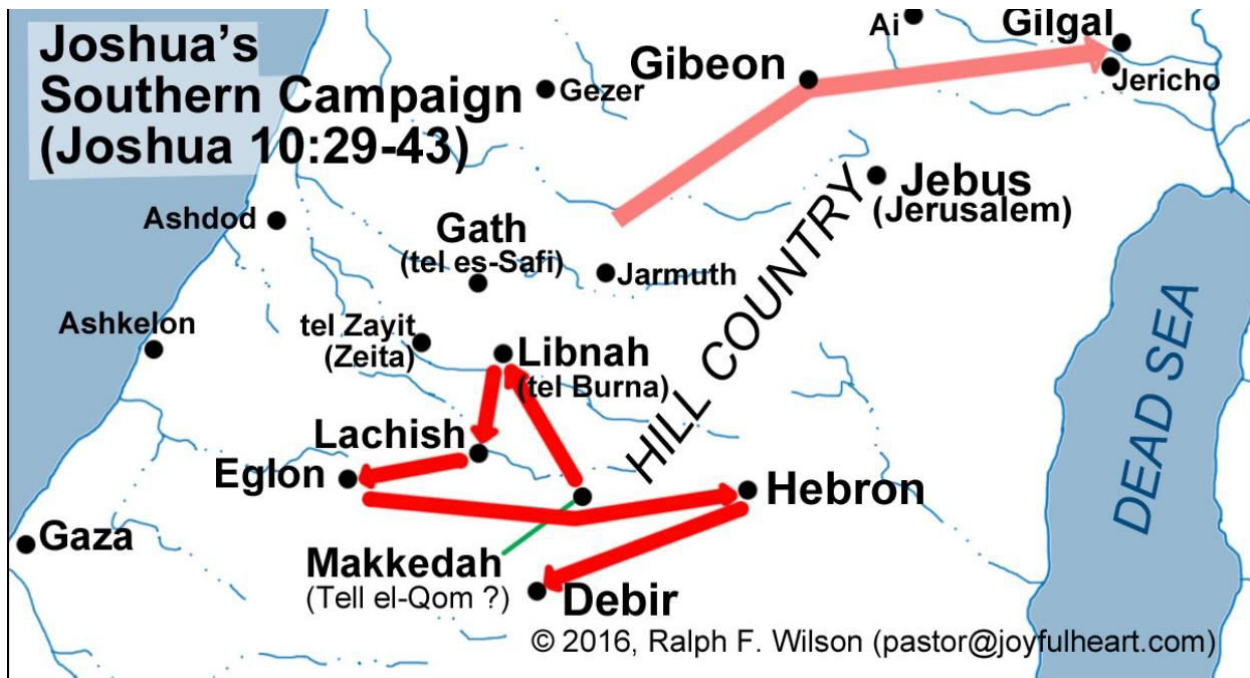 Joshua's
Southern Campaign
(Joshua 10:29-43)
Ai
Gilgal
Gibeon
Jericho
Gezer
Jebus
(Jerusalem)
Ashdod
Gath
(tel es-Safi)
Jarmuth
HILL COUNTRY
Ashkelon
tel Zayit
(Zeita)
Libnah
(tel Burna)
DEAD SEA
Lachish
Eglon
Hebron
Gaza
Makkedah
(Tell el-Qom ?)
Debir
© 2016, Ralph F. Wilson (pastor@joyfulheart.com)